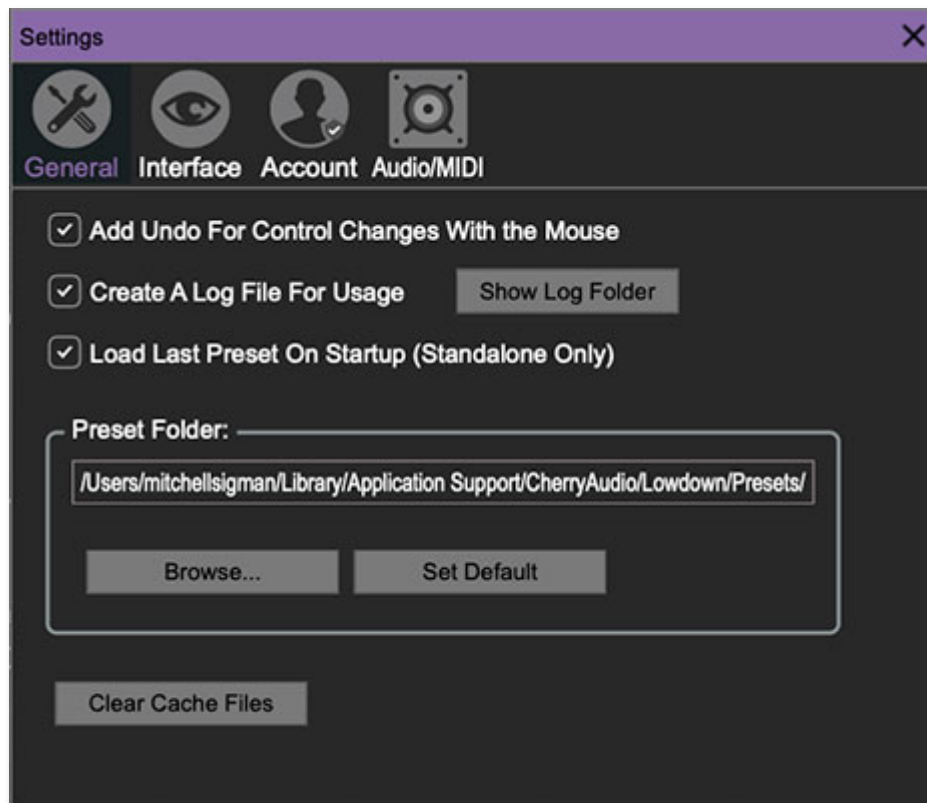 Settings
General Interface Account Audio/MIDI
Add Undo For Control Changes With the Mouse
Create A Log File For Usage Show Log Folder
Load Last Preset On Startup (Standalone Only)
Preset Folder:
/Users/mitchellsigman/Library/Application Support/CherryAudio/Lowdown/Presets/
Browse... Set Default
Clear Cache Files